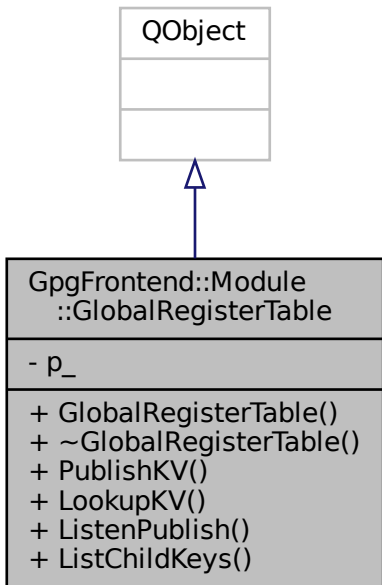 QObject
GpgFrontend::Module
::GlobalRegisterTable
- p_
+ GlobalRegisterTable()
+ ~GlobalRegisterTable()
+ PublishKV()
+ LookupKV()
+ ListenPublish()
+ ListChildKeys()